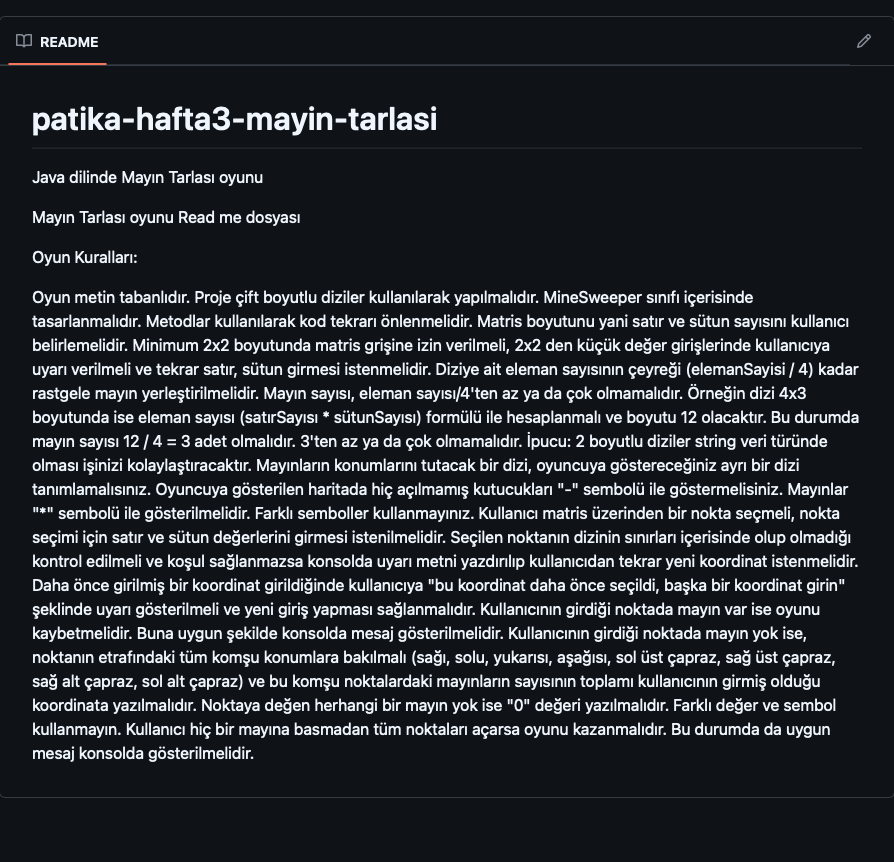 README
patika-hafta3-mayin-tarlasi
Java dilinde Mayın Tarlası oyunu
Mayın Tarlası oyunu Read me dosyası
Oyun Kuralları:
Oyun metin tabanlıdır. Proje çift boyutlu diziler kullanılarak yapılmalıdır. MineSweeper sınıfı içerisinde
tasarlanmalıdır. Metodlar kullanılarak kod tekrarı önlenmelidir. Matris boyutunu yani satır ve sütun sayısını kullanıcı
belirlemelidir. Minimum 2x2 boyutunda matris grişine izin verilmeli, 2x2 den küçük değer girişlerinde kullanıcıya
uyarı verilmeli ve tekrar satır, sütun girmesi istenmelidir. Diziye ait eleman sayısının çeyreği (elemanSayisi / 4) kadar
rastgele mayın yerleştirilmelidir. Mayın sayısı, eleman sayısı/4'ten az ya da çok olmamalıdır. Örneğin dizi 4x3
boyutunda ise eleman sayısı (satırSayısı * sütunSayısı) formülü ile hesaplanmalı ve boyutu 12 olacaktır. Bu durumda
mayın sayısı 12 / 4 = 3 adet olmalıdır. 3'ten az ya da çok olmamalıdır. İpucu: 2 boyutlu diziler string veri türünde
olması işinizi kolaylaştıracaktır. Mayınların konumlarını tutacak bir dizi, oyuncuya göstereceğiniz ayrı bir dizi
tanımlamalısınız. Oyuncuya gösterilen haritada hiç açılmamış kutucukları "-" sembolü ile göstermelisiniz. Mayınlar
"*" sembolü ile gösterilmelidir. Farklı semboller kullanmayınız. Kullanıcı matris üzerinden bir nokta seçmeli, nokta
seçimi için satır ve sütun değerlerini girmesi istenilmelidir. Seçilen noktanın dizinin sınırları içerisinde olup olmadığı
kontrol edilmeli ve koşul sağlanmazsa konsolda uyarı metni yazdırılıp kullanıcıdan tekrar yeni koordinat istenmelidir.
Daha önce girilmiş bir koordinat girildiğinde kullanıcıya "bu koordinat daha önce seçildi, başka bir koordinat girin"
şeklinde uyarı gösterilmeli ve yeni giriş yapması sağlanmalıdır. Kullanıcının girdiği noktada mayın var ise oyunu
kaybetmelidir. Buna uygun şekilde konsolda mesaj gösterilmelidir. Kullanıcının girdiği noktada mayın yok ise,
noktanın etrafındaki tüm komşu konumlara bakılmalı (sağı, solu, yukarısı, aşağısı, sol üst çapraz, sağ üst çapraz,
sağ alt çapraz, sol alt çapraz) ve bu komşu noktalardaki mayınların sayısının toplamı kullanıcının girmiş olduğu
koordinata yazılmalıdır. Noktaya değen herhangi bir mayın yok ise "0" değeri yazılmalıdır. Farklı değer ve sembol
kullanmayın. Kullanıcı hiç bir mayına basmadan tüm noktaları açarsa oyunu kazanmalıdır. Bu durumda da uygun
mesaj konsolda gösterilmelidir.